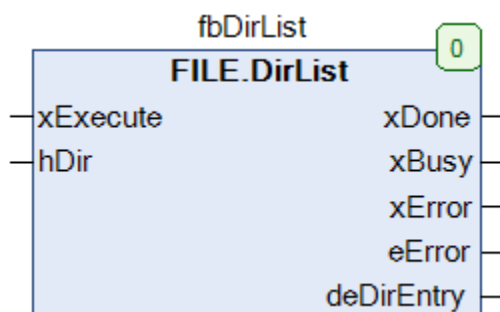 fbDirList
0
FILE.DirList
xExecute xDone
hDir xBusy
xError
eError
deDirEntry